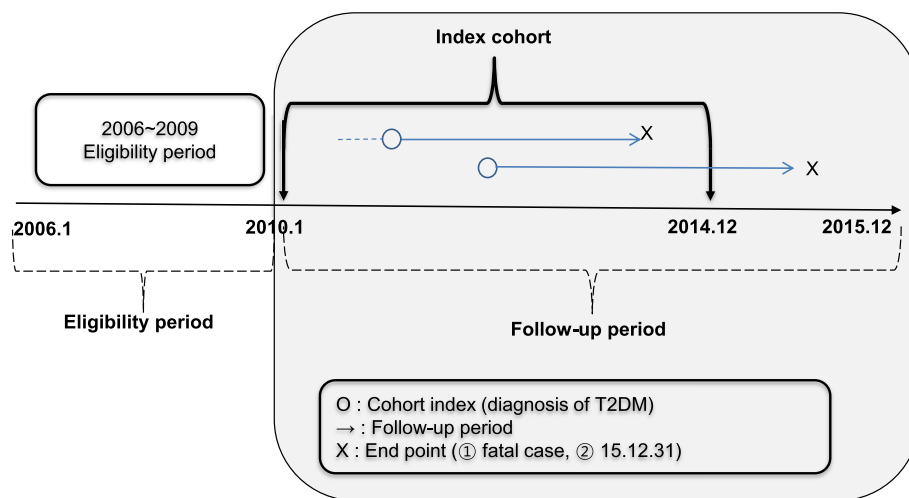 Index cohort
2006~2009
Eligibility period
X
X
2006.1
2010.1
2014.12
2015.12
Eligibility period
Follow-up period
O : Cohort index (diagnosis of T2DM)
→ : Follow-up period
X : End point (① fatal case, ② 15.12.31)